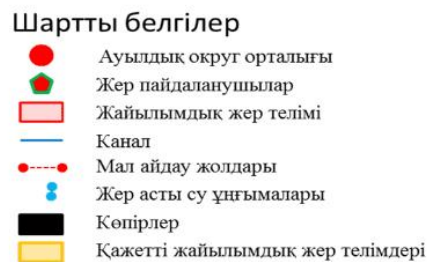 Шартты белгілер
Ауылдық округ орталығы
Жер пайдаланушылар
Жайылымдық жер телімі
Канал
Мал айдау жолдары
Жер асты су ұңғымалары
Көпірлер
Қажетті жайылымдық жер телімдері